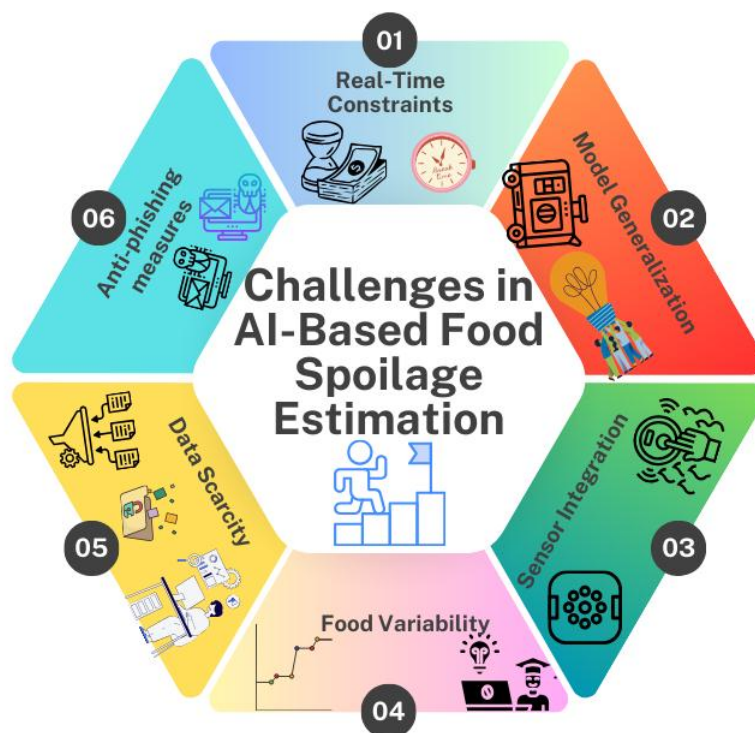 01
Real-Time
Constraints
02
Model Generalization
03
Sensor Integration
04
Food Variability
05
Data Scarcity
06
Anti-phishing
measures
Challenges in
AI-Based Food
Spoilage
Estimation